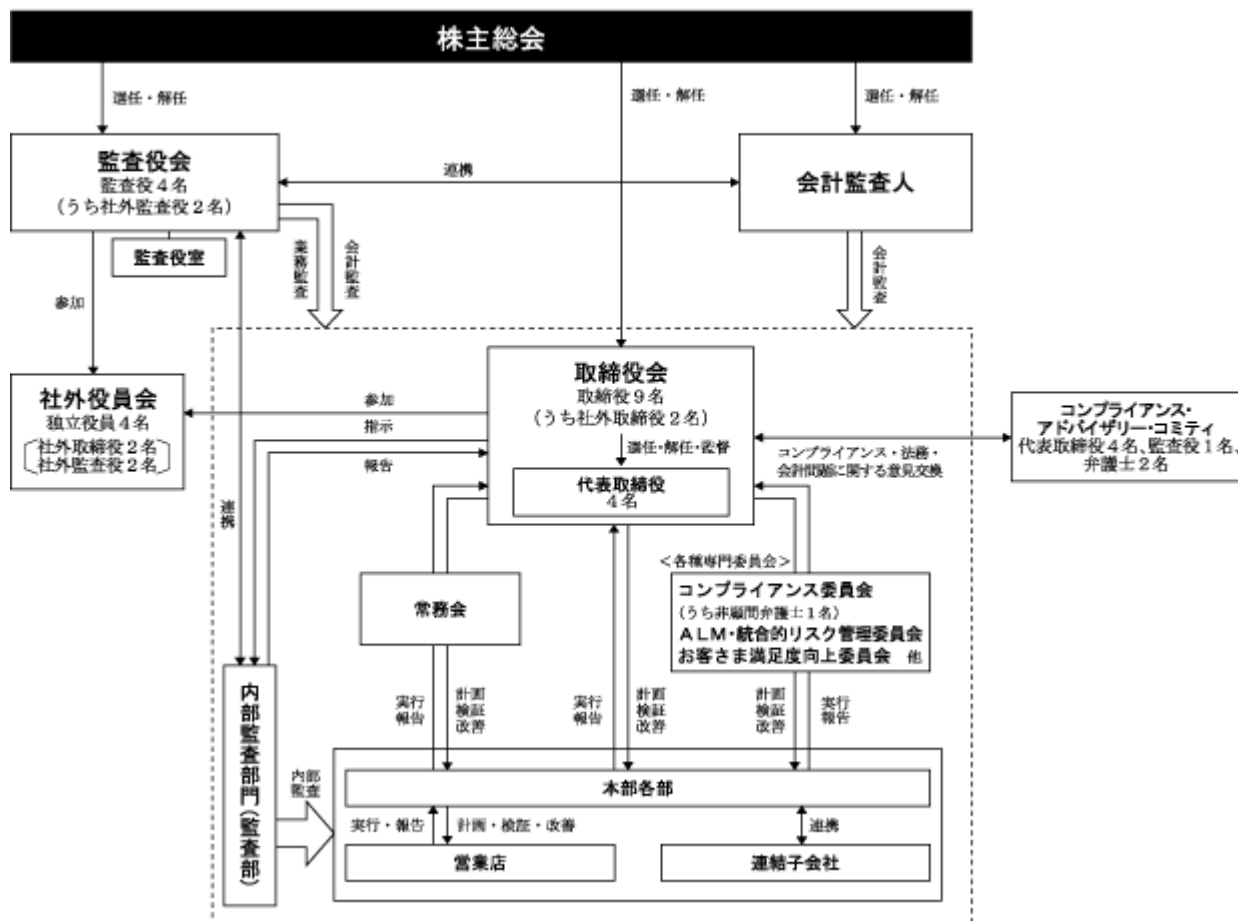 株主総会
選任・解任
選任・解任
選任・解任
監査役会
監査役4名
(うち社外監査役2名)
連携
会計監査人
監査役室
業務監査
会計監査
会計監査
参加
取締役会
取締役9名
(うち社外取締役2名)
選任・解任・監督
代表取締役
4名
社外役員会
独立役員4名
社外取締役2名
社外監査役2名
参加
指示
報告
連携
コンプライアンス・法務・
会計問題に関する意見交換
コンプライアンス・
アドバイザリー・コミティ
代表取締役4名、監査役1名、
弁護士2名
常務会
<各種専門委員会>
コンプライアンス委員会
(うち非顧問弁護士1名)
ALM・統合的リスク管理委員会
お客さま満足度向上委員会 他
実行
報告
計画
検証
改善
実行
報告
計画
検証
改善
計画
検証
改善
実行
報告
内部監査部門(監査部)
内部
監査
本部各部
実行・報告
計画・検証・改善
連携
営業店
連結子会社